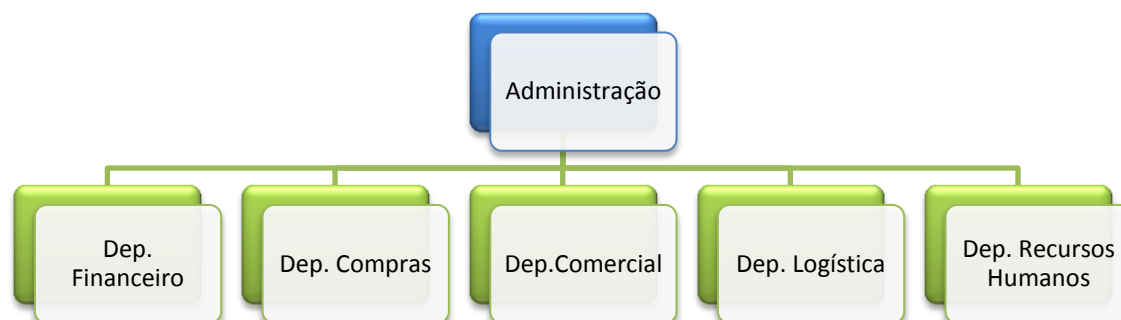 Administração
Dep.
Financeiro
Dep. Compras
Dep.Comercial
Dep. Logística
Dep. Recursos
Humanos